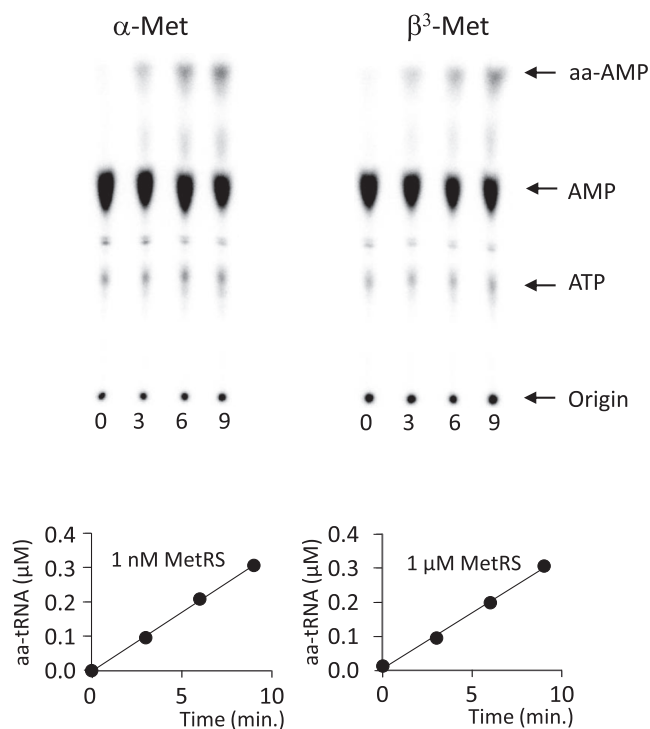 α-Met
β³-Met
aa-AMP
AMP
ATP
Origin
0 3 6 9
0 3 6 9
0.4
0.3
0.2
0.1
0.0
aa-tRNA (µM)
1 nM MetRS
0 5 10
Time (min.)
0.4
0.3
0.2
0.1
0.0
aa-tRNA (µM)
1 µM MetRS
0 5 10
Time (min.)